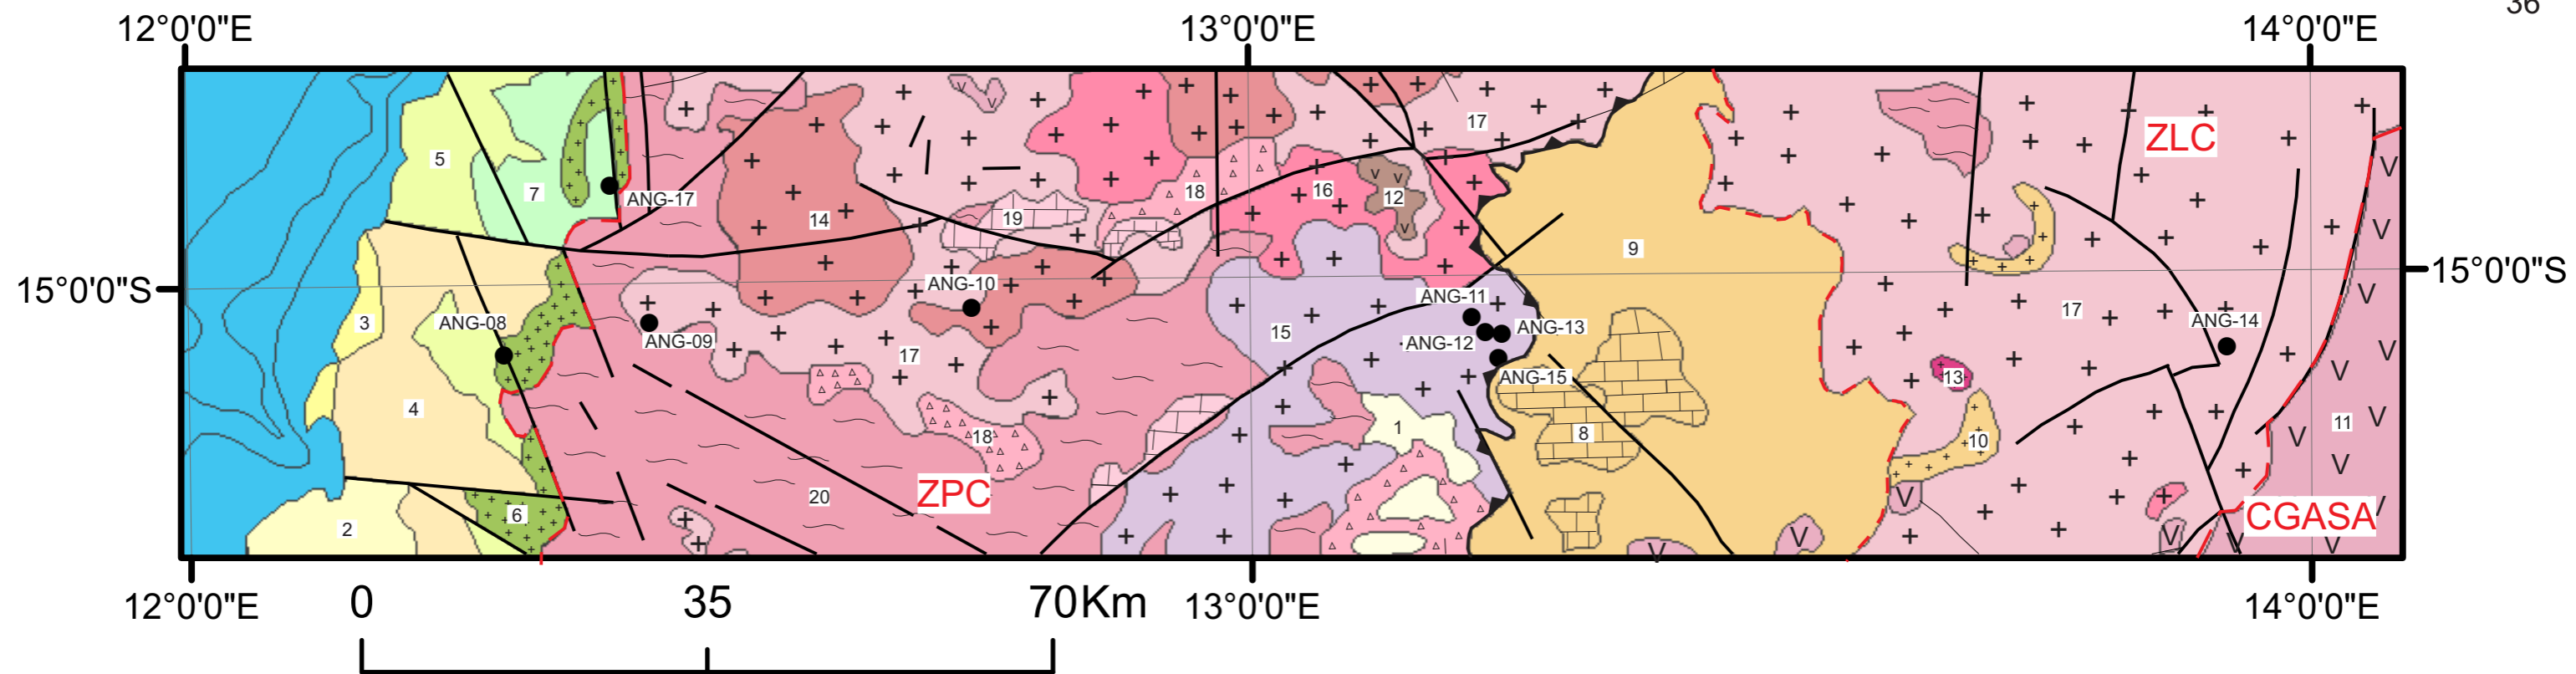 36
12°0'0"E 13°0'0"E 14°0'0"E
17
ZLC
5
7
ANG-17
18
16
12
19
14
9
15°0'0"S 15°0'0"S
ANG-10
ANG-11
17
3
ANG-08
15
ANG-13
ANG-14
ANG-09
ANG-12
17
ANG-15
13
4
1
11
18
8
10
20
ZPC
6
2
CGASA
12°0'0"E 0 35 70Km 13°0'0"E 14°0'0"E